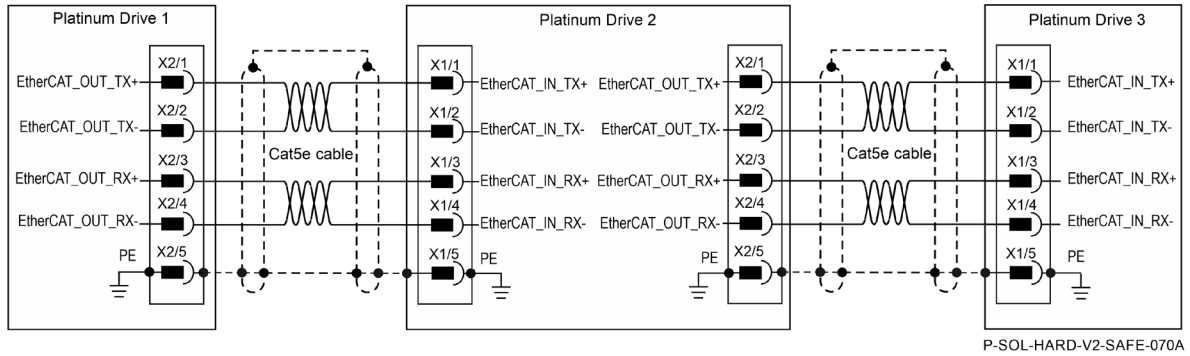 Platinum Drive 1
Platinum Drive 2
Platinum Drive 3
X2/1
X1/1
X2/1
X1/1
EtherCAT_OUT_TX+
EtherCAT_IN_TX+
EtherCAT_OUT_TX+
EtherCAT_IN_TX+
X2/2
X1/2
X2/2
X1/2
EtherCAT_OUT_TX-
EtherCAT_IN_TX-
EtherCAT_OUT_TX-
EtherCAT_IN_TX-
Cat5e cable
Cat5e cable
X2/3
X1/3
X2/3
X1/3
EtherCAT_OUT_RX+
EtherCAT_IN_RX+
EtherCAT_OUT_RX+
EtherCAT_IN_RX+
X2/4
X1/4
X2/4
X1/4
EtherCAT_OUT_RX-
EtherCAT_IN_RX-
EtherCAT_OUT_RX-
EtherCAT_IN_RX-
PE
X2/5
X1/5
PE
PE
X2/5
X1/5
PE
P-SOL-HARD-V2-SAFE-070A